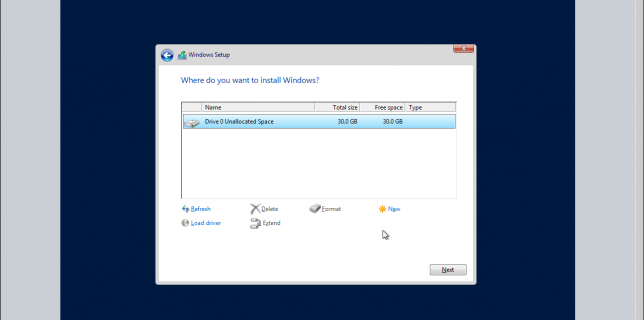 Windows Setup
Where do you want to install Windows?
Name Total size Free space Type
Drive 0 Unallocated Space 30.0 GB 30.0 GB
Refresh Delete Format New
Load driver Extend
Next